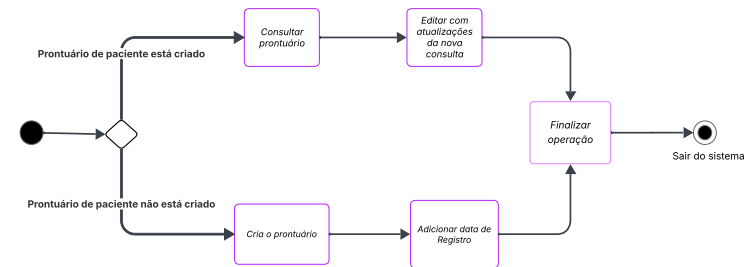 Consultar
prontuário
Editar com
atualizações
da nova
consulta
Prontuário de paciente está criado
Finalizar
operação
Sair do sistema
Prontuário de paciente não está criado
Cria o prontuário
Adicionar data de
Registro